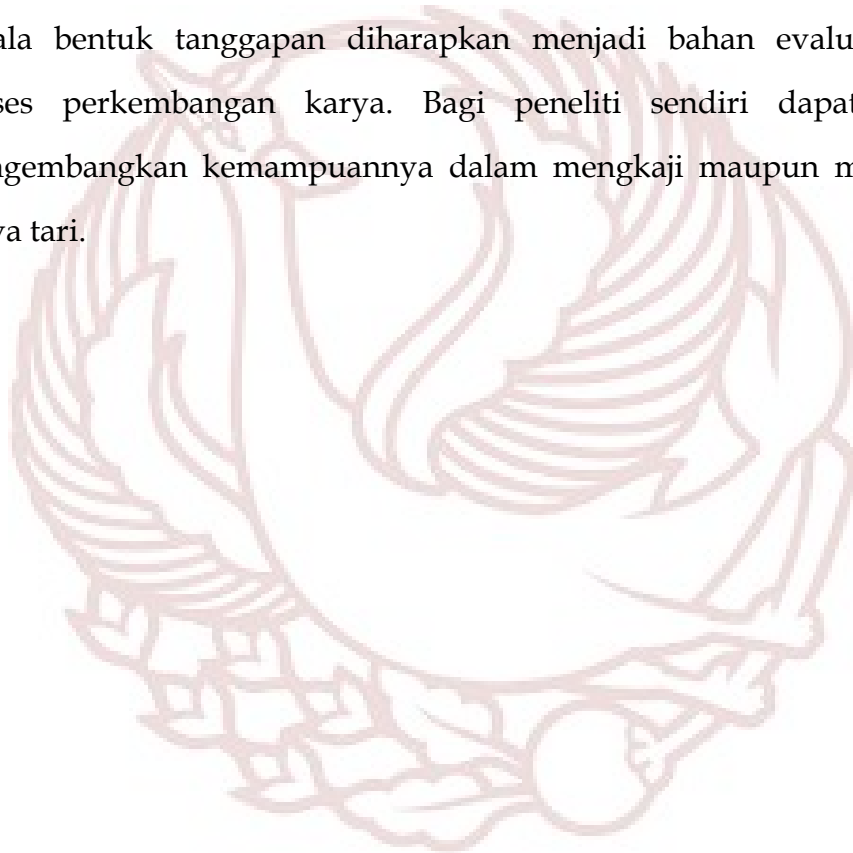 ala bentuk tanggapan diharapkan menjadi bahan evalu
ses perkembangan karya. Bagi peneliti sendiri dapat
ngembangkan kemampuannya dalam mengkaji maupun m
ya tari.